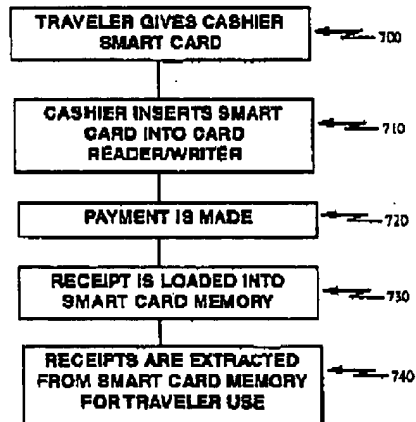 TRAVELER GIVES CASHIER
SMART CARD
700
CASHIER INSERTS SMART
CARD INTO CARD
READER/WRITER
710
PAYMENT IS MADE
720
RECEIPT IS LOADED INTO
SMART CARD MEMORY
730
RECEIPTS ARE EXTRACTED
FROM SMART CARD MEMORY
FOR TRAVELER USE
740